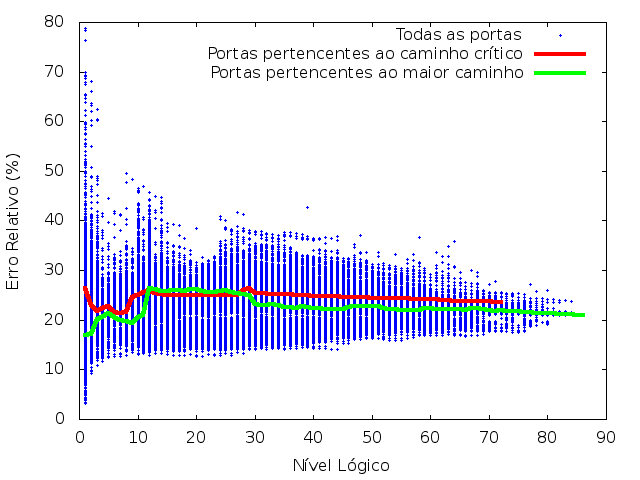 80
70
60
50
40
30
20
10
0
Erro Relativo (%)
Todas as portas
Portas pertencentes ao caminho crítico
Portas pertencentes ao maior caminho
0 10 20 30 40 50 60 70 80 90
Nível Lógico